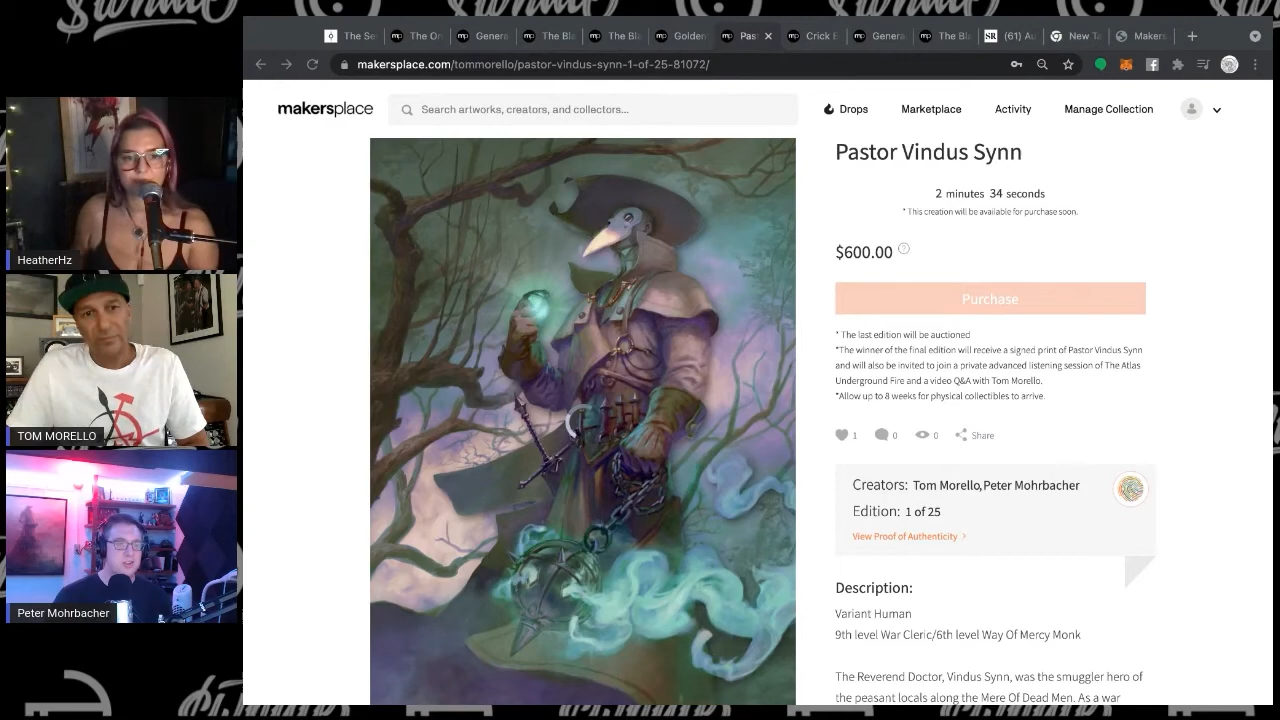 The Se
The On
Genera
The Bla
The Bla
Golden
Past
Crick B
Genera
The Bla
SR
(61) Au
New Ta
Makers
makersplace.com/tommorello/pastor-vindus-synn-1-of-25-81072/
makersplace
Search artworks, creators, and collectors...
Drops
Marketplace
Activity
Manage Collection
HeatherHz
TOM MORELLO
Peter Mohrbacher
Pastor Vindus Synn
2 minutes 34 seconds
* This creation will be available for purchase soon.
$600.00
Purchase
* The last edition will be auctioned
*The winner of the final edition will receive a signed print of Pastor Vindus Synn
and will also be invited to join a private advanced listening session of The Atlas
Underground Fire and a video Q&A with Tom Morello.
*Allow up to 8 weeks for physical collectibles to arrive.
1
0
0
Share
Creators: Tom Morello,Peter Mohrbacher
Edition: 1 of 25
View Proof of Authenticity
Description:
Variant Human
9th level War Cleric/6th level Way Of Mercy Monk
The Reverend Doctor, Vindus Synn, was the smuggler hero of
the peasant locals along the Mere Of Dead Men. As a war